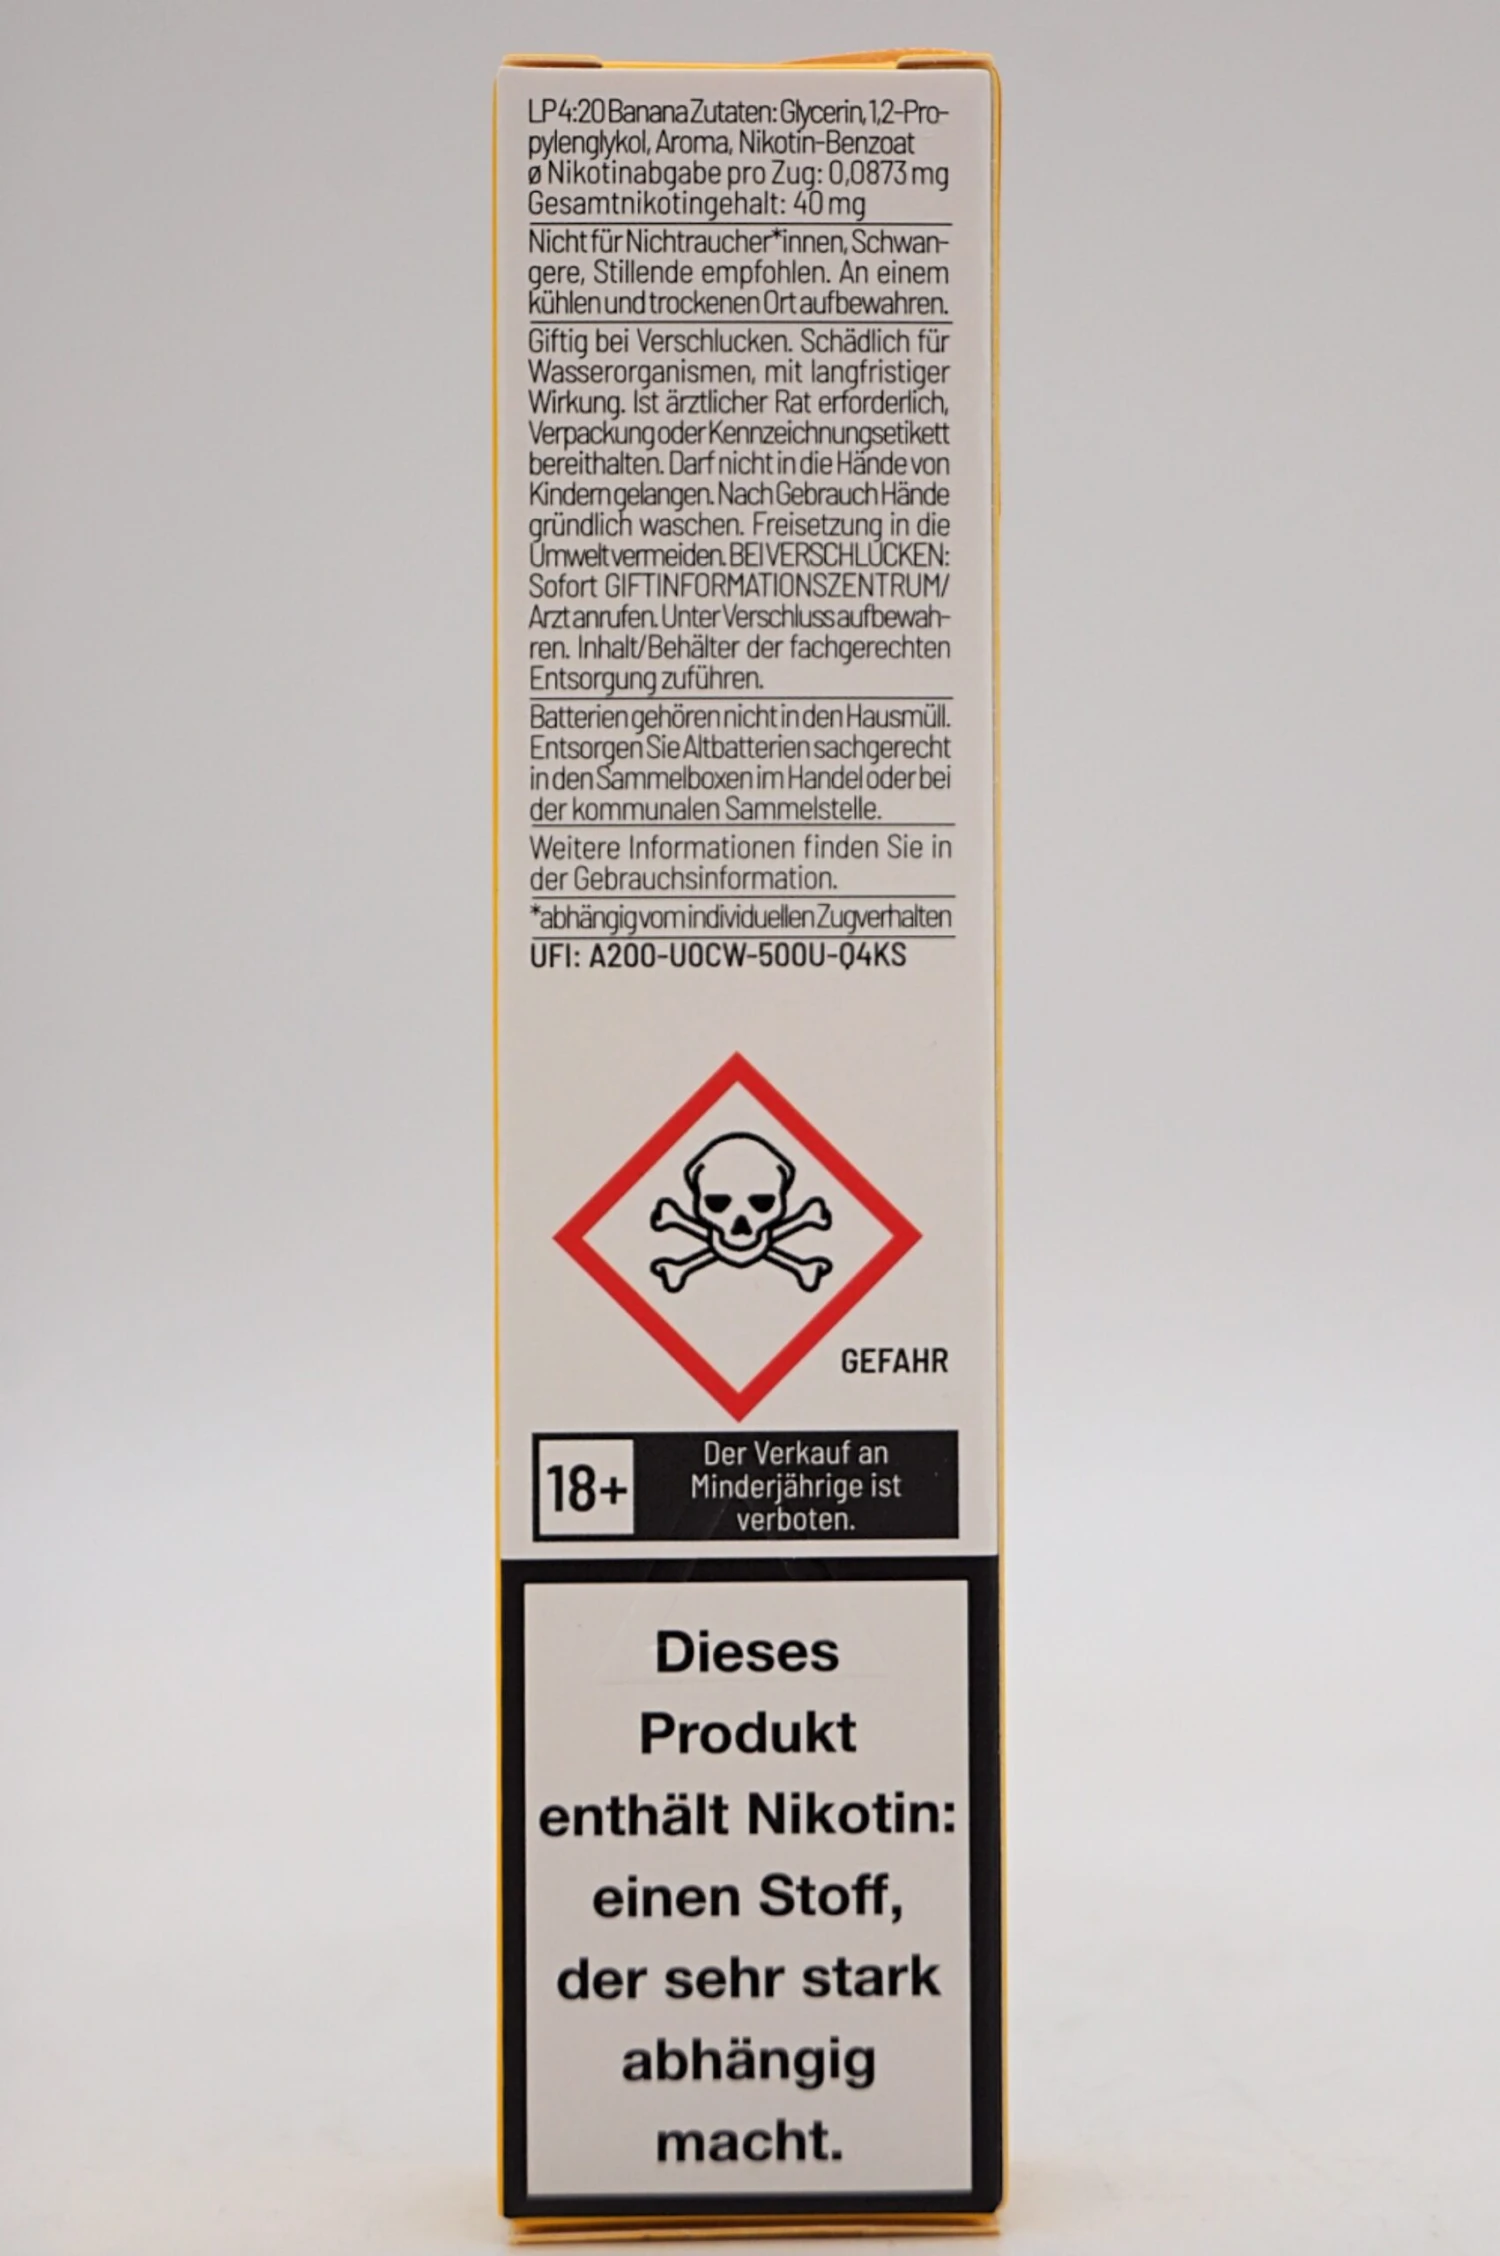 LP 4:20 Banana Zutaten: Glycerin, 1,2-Pro-
pylenglykol, Aroma, Nikotin-Benzoat
ø Nikotinabgabe pro Zug: 0,0873 mg
Gesamtnikotingehalt: 40 mg
Nicht für Nichtraucher*innen, Schwan-
gere, Stillende empfohlen. An einem
kühlen und trockenen Ort aufbewahren.
Giftig bei Verschlucken. Schädlich für
Wasserorganismen, mit langfristiger
Wirkung. Ist ärztlicher Rat erforderlich,
Verpackung oder Kennzeichnungsetikett
bereithalten. Darf nicht in die Hände von
Kindern gelangen. Nach Gebrauch Hände
gründlich waschen. Freisetzung in die
Umwelt vermeiden. BEI VERSCHLUCKEN:
Sofort GIFTINFORMATIONSZENTRUM/
Arzt anrufen. Unter Verschluss aufbewah-
ren. Inhalt/Behälter der fachgerechten
Entsorgung zuführen.
Batterien gehören nicht in den Hausmüll.
Entsorgen Sie Altbatterien sachgerecht
in den Sammelboxen im Handel oder bei
der kommunalen Sammelstelle.
Weitere Informationen finden Sie in
der Gebrauchsinformation.
*abhängig vom individuellen Zugverhalten
UFI: A200-U0CW-500U-Q4KS
GEFAHR
18+
Der Verkauf an
Minderjährige ist
verboten.
Dieses
Produkt
enthält Nikotin:
einen Stoff,
der sehr stark
abhängig
macht.